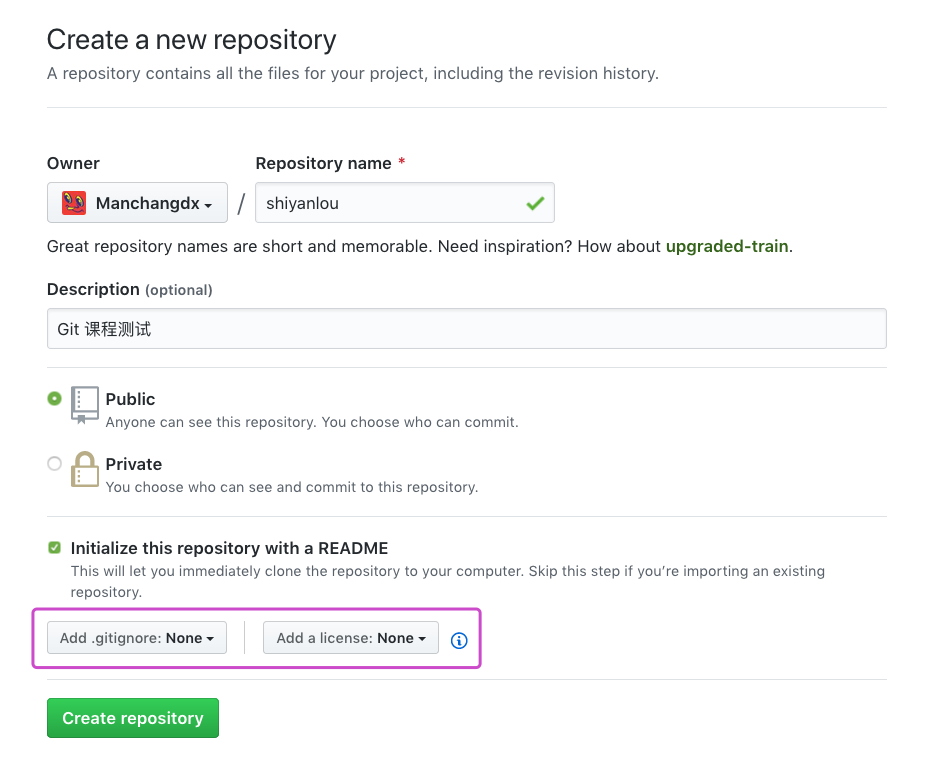 Create a new repository
A repository contains all the files for your project, including the revision history.
Owner
Repository name *
Manchangdx
/
shiyanlou
Great repository names are short and memorable. Need inspiration? How about upgraded-train.
Description (optional)
Git 课程测试
Public
Anyone can see this repository. You choose who can commit.
Private
You choose who can see and commit to this repository.
Initialize this repository with a README
This will let you immediately clone the repository to your computer. Skip this step if you’re importing an existing
repository.
Add .gitignore: None
Add a license: None
Create repository